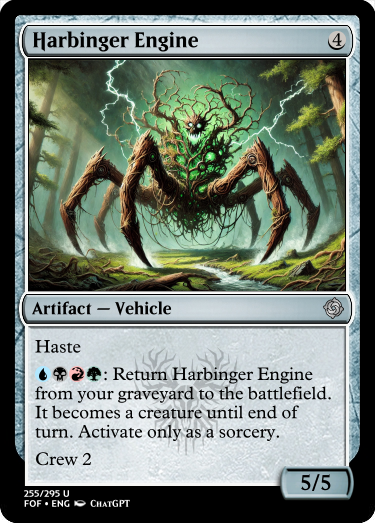 Harbinger Engine 4
Artifact — Vehicle
Haste
: Return Harbinger Engine
from your graveyard to the battlefield.
It becomes a creature until end of
turn. Activate only as a sorcery.
Crew 2
5/5
255/295 U
FOF • ENG ChatGPT